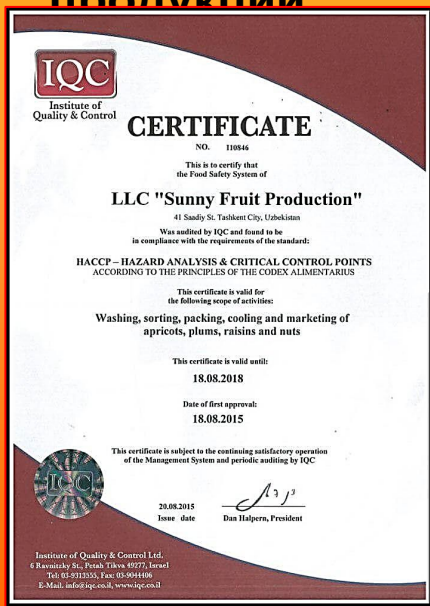 продукции
IQC
Institute of
Quality & Control
CERTIFICATE
NO. 110846
This is to certify that
the Food Safety System of
LLC "Sunny Fruit Production"
41 Saadiy St. Tashkent City, Uzbekistan
Was audited by IQC and found to be
in compliance with the requirements of the standard:
HACCP – HAZARD ANALYSIS & CRITICAL CONTROL POINTS
ACCORDING TO THE PRINCIPLES OF THE CODEX ALIMENTARIUS
This certificate is valid for
the following scope of activities:
Washing, sorting, packing, cooling and marketing of
apricots, plums, raisins and nuts
This certificate is valid until:
18.08.2018
Date of first approval:
18.08.2015
This certificate is subject to the continuing satisfactory operation
of the Management System and periodic auditing by IQC
IQC
20.08.2015
Issue date
Dan Halpern, President
Institute of Quality & Control Ltd.
6 Ravnitzky St., Petah Tikva 49277, Israel
Tel: 03-9313555, Fax: 03-9044406
E-Mail. info@iqc.co.il, www.iqc.co.il